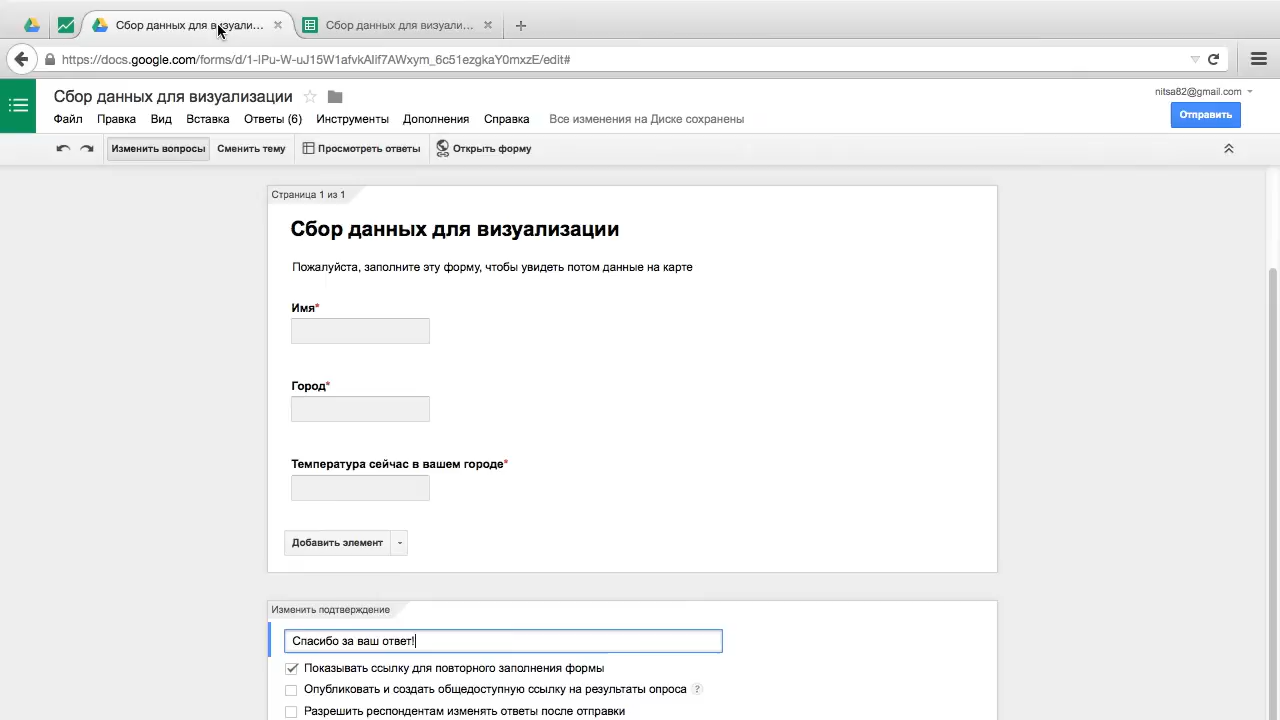 Сбор данных для визуали...
Сбор данных для визуали...
https://docs.google.com/forms/d/1-IPu-W-uJ15W1afvkAlif7AWxym_6c51ezgkaY0mxzE/edit#
Сбор данных для визуализации
nitsa82@gmail.com
Файл Правка Вид Вставка Ответы (6) Инструменты Дополнения Справка Все изменения на Диске сохранены
Отправить
Изменить вопросы Сменить тему Просмотреть ответы Открыть форму
Страница 1 из 1
Сбор данных для визуализации
Пожалуйста, заполните эту форму, чтобы увидеть потом данные на карте
Имя*
Город*
Температура сейчас в вашем городе*
Добавить элемент
Изменить подтверждение
Спасибо за ваш ответ!
Показывать ссылку для повторного заполнения формы
Опубликовать и создать общедоступную ссылку на результаты опроса ?
Разрешить респондентам изменять ответы после отправки